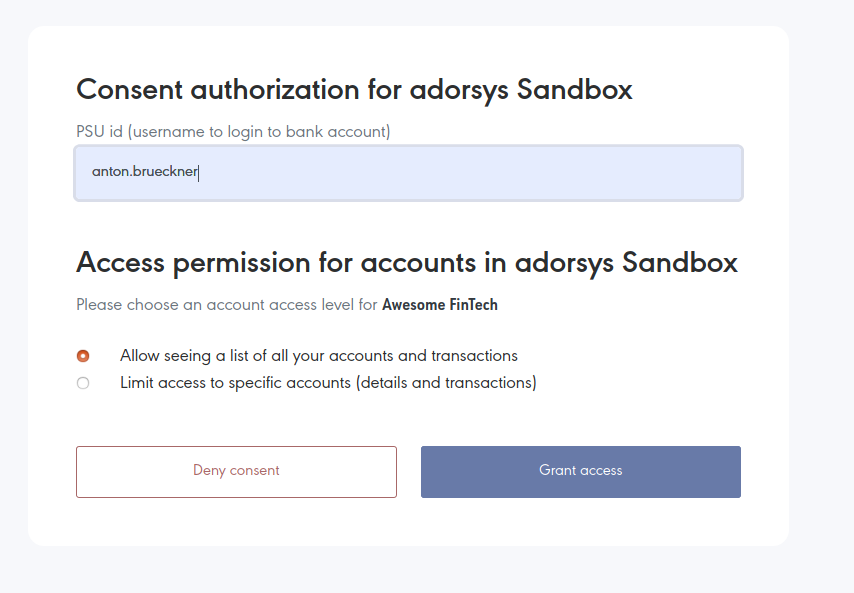 Consent authorization for adorsys Sandbox
PSU id (username to login to bank account)
anton.brueckner
Access permission for accounts in adorsys Sandbox
Please choose an account access level for Awesome FinTech
Allow seeing a list of all your accounts and transactions
Limit access to specific accounts (details and transactions)
Deny consent
Grant access